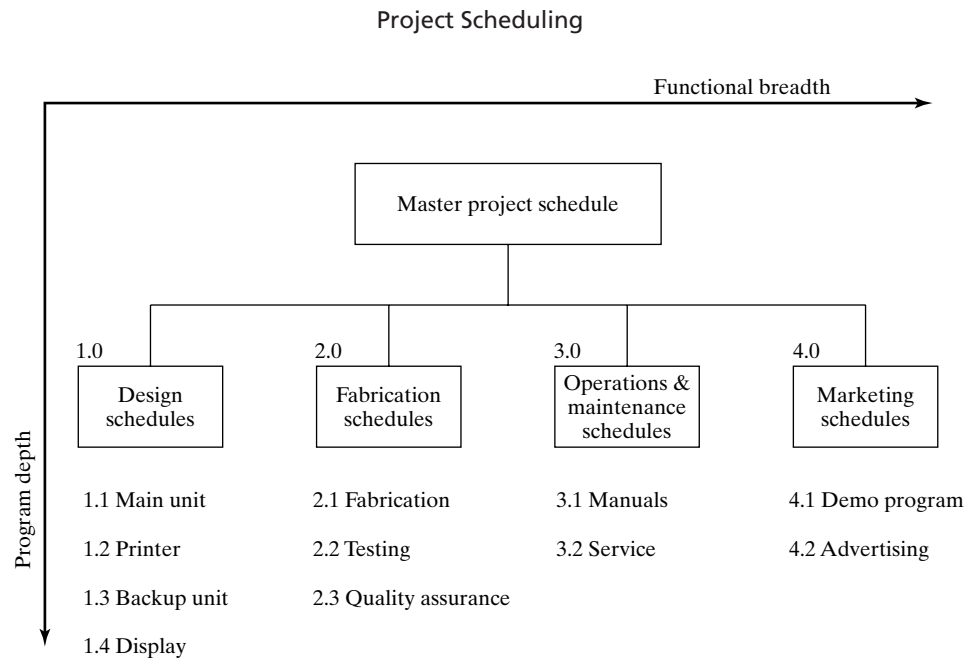 Project Scheduling
Functional breadth
Program depth
Master project schedule
1.0
Design
schedules
2.0
Fabrication
schedules
3.0
Operations &
maintenance
schedules
4.0
Marketing
schedules
1.1 Main unit
1.2 Printer
1.3 Backup unit
1.4 Display
2.1 Fabrication
2.2 Testing
2.3 Quality assurance
3.1 Manuals
3.2 Service
4.1 Demo program
4.2 Advertising